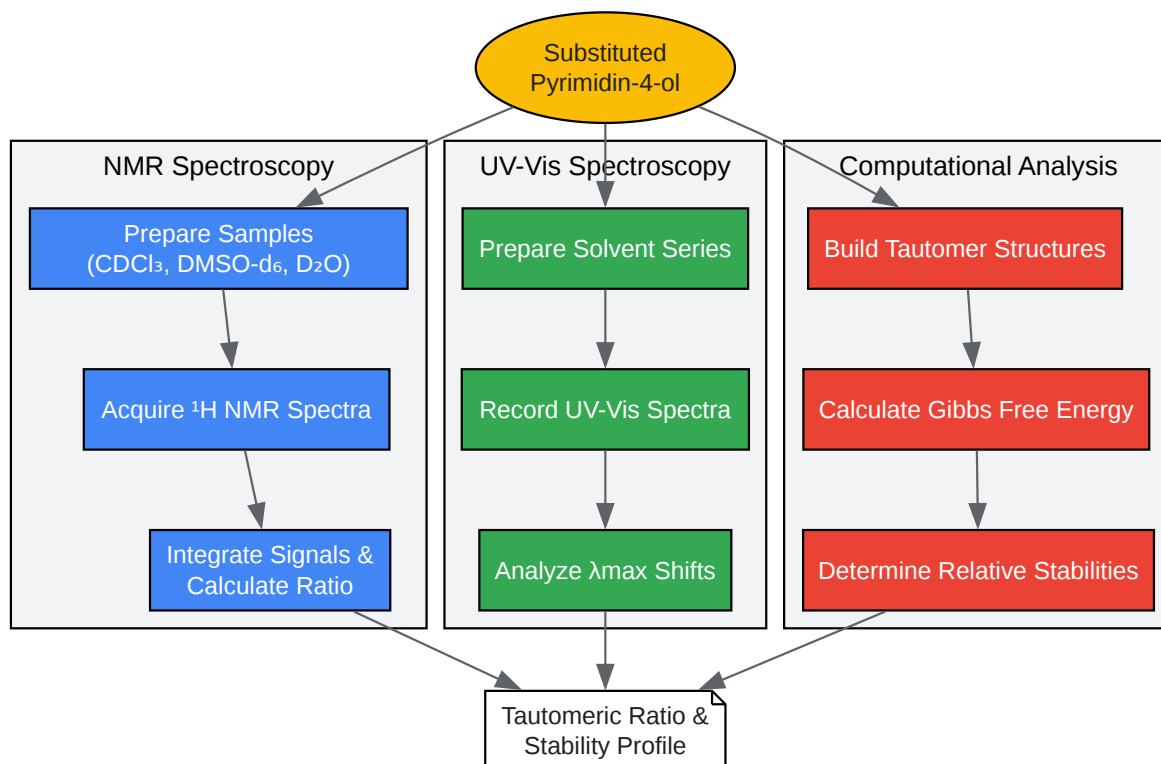 Substituted
Pyrimidin-4-ol
NMR Spectroscopy
Prepare Samples
(CDCl₃, DMSO-d₆, D₂O)
Acquire ¹H NMR Spectra
Integrate Signals &
Calculate Ratio
UV-Vis Spectroscopy
Prepare Solvent Series
Record UV-Vis Spectra
Analyze λmax Shifts
Computational Analysis
Build Tautomer Structures
Calculate Gibbs Free Energy
Determine Relative Stabilities
Tautomeric Ratio &
Stability Profile